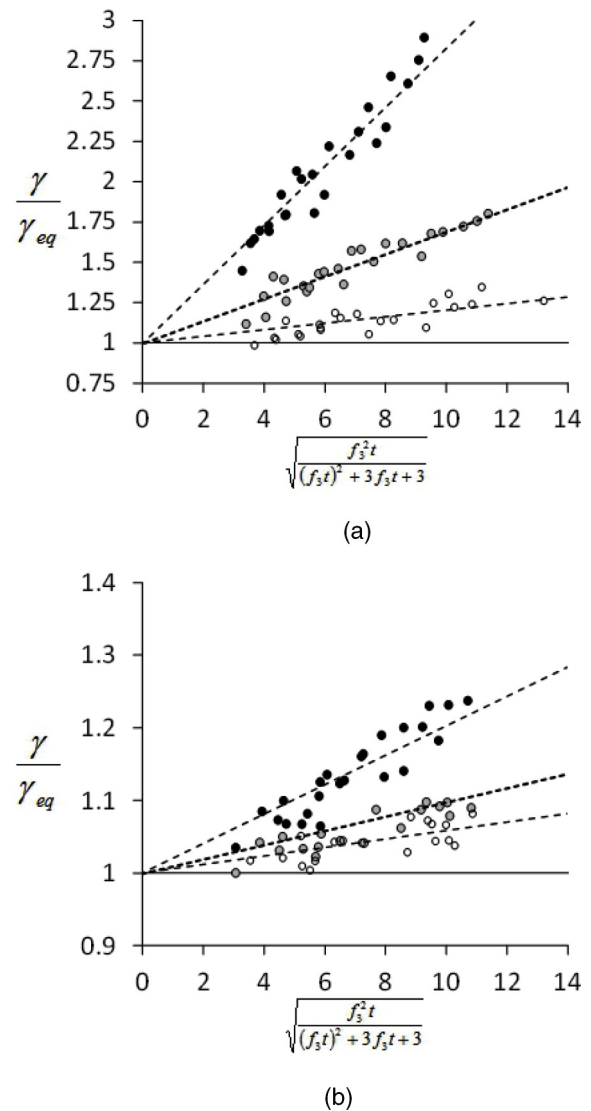 3
2.75
2.5
2.25
2
1.75
1.5
1.25
1
0.75
γ
γ eq
0 2 4 6 8 10 12 14
√(f₃²t / ((f₃t)² + 3f₃t + 3))
(a)
1.4
1.3
1.2
1.1
1
0.9
γ
γ eq
0 2 4 6 8 10 12 14
√(f₃²t / ((f₃t)² + 3f₃t + 3))
(b)